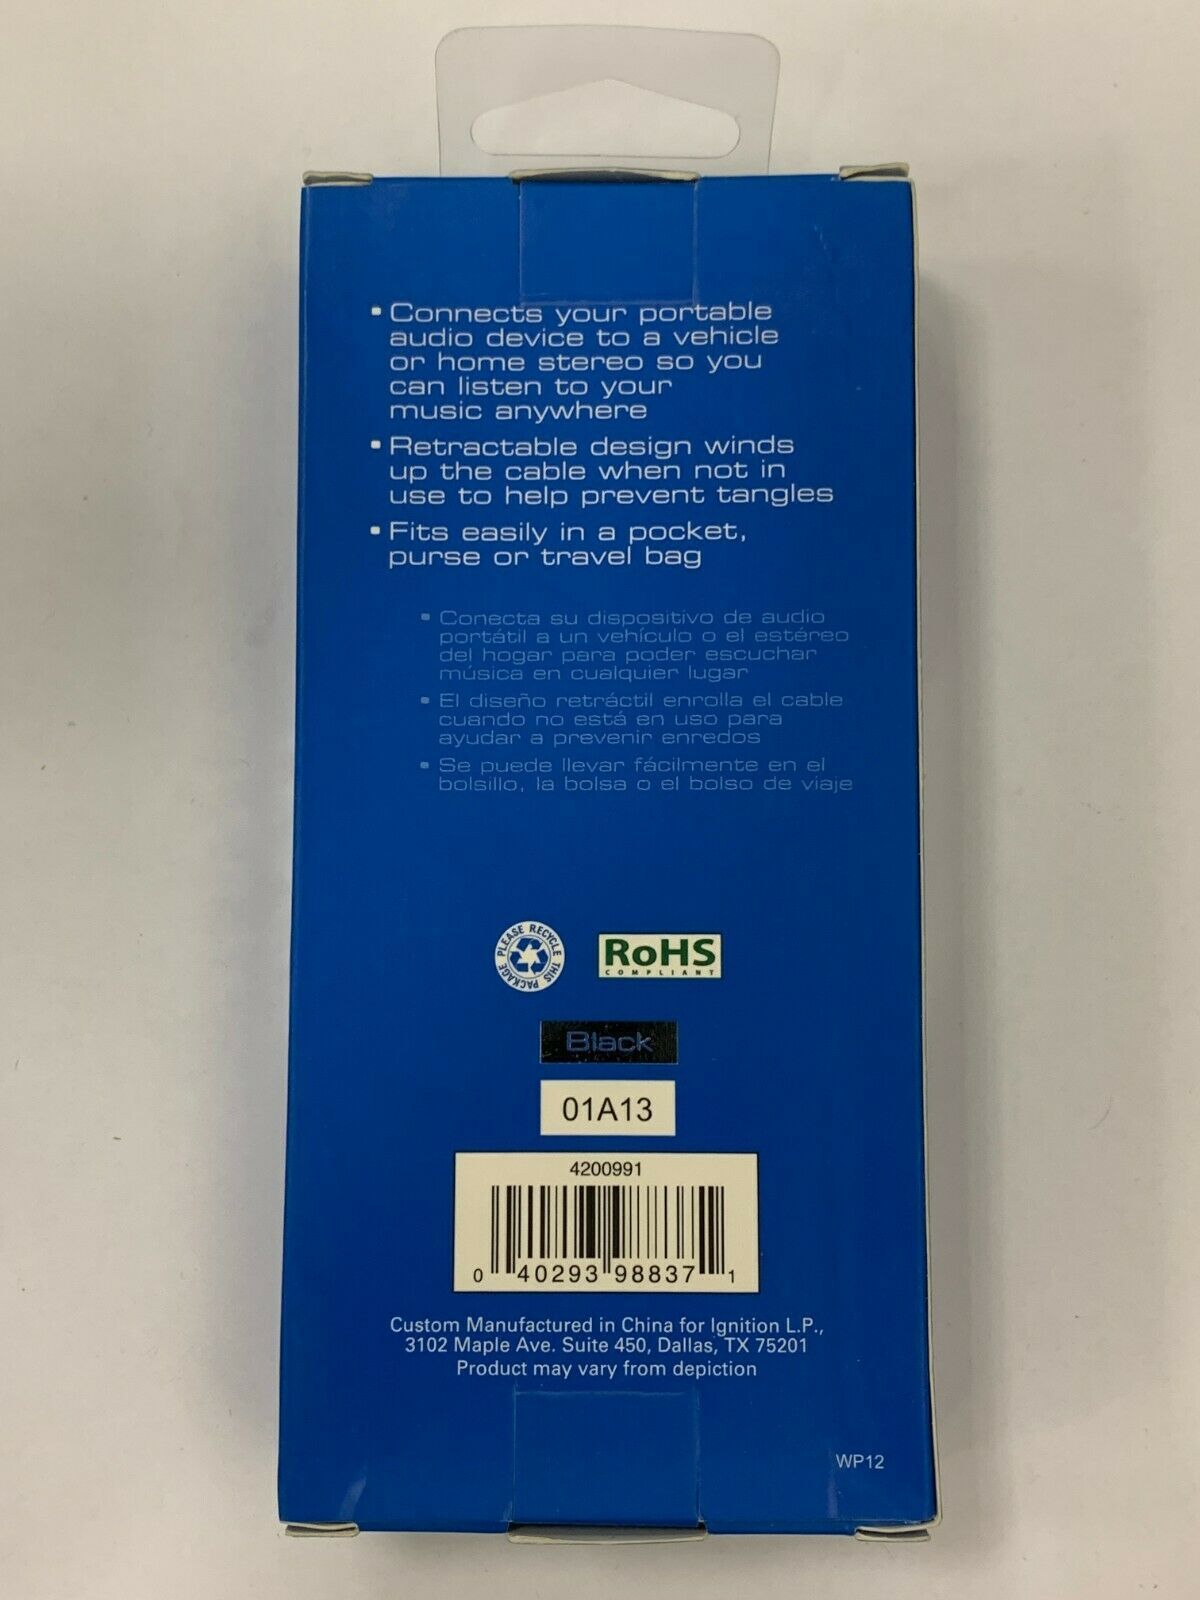 ▪ Connects your portable
audio device to a vehicle
or home stereo so you
can listen to your
music anywhere
▪ Retractable design winds
up the cable when not in
use to help prevent tangles
▪ Fits easily in a pocket,
purse or travel bag
▪ Conecta su dispositivo de audio
portátil a un vehículo o el estéreo
del hogar para poder escuchar
música en cualquier lugar
▪ El diseño retráctil enrolla el cable
cuando no está en uso para
ayudar a prevenir enredos
▪ Se puede llevar fácilmente en el
bolsillo, la bolsa o el bolso de viaje
PLEASE RECYCLE THIS PACKAGE
RoHS
COMPLIANT
Black
01A13
4200991
0 40293 98837 1
Custom Manufactured in China for Ignition L.P.,
3102 Maple Ave. Suite 450, Dallas, TX 75201
Product may vary from depiction
WP12